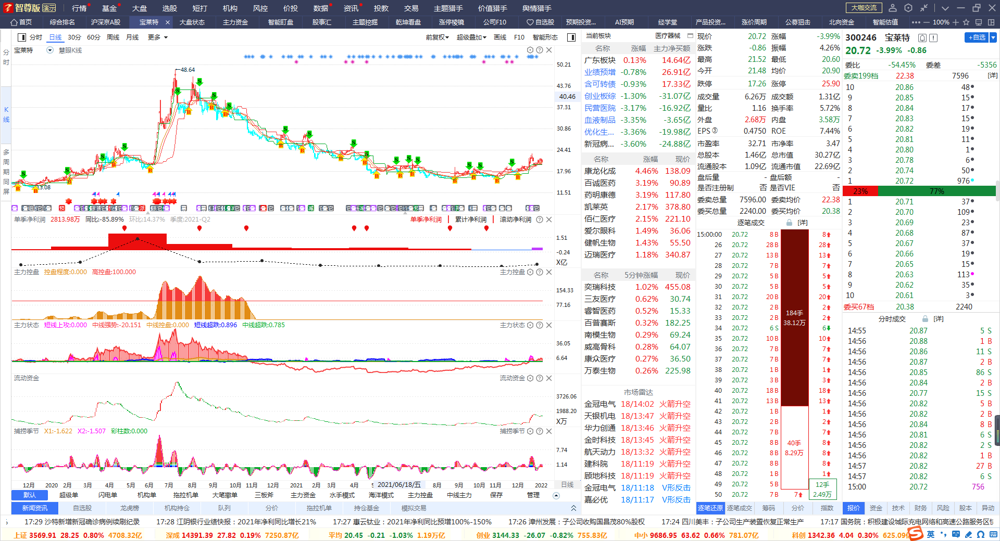 智尊版 演示 行情 基金 大盘 选股 短打 机构 风控 价投 数据 资讯 投教 交易 主题猎手 价值猎手 舆情猎手 大咖交流
首页 综合排名 沪深京A股 宝莱特 大盘状态 主力资金 智能盯盘 股事汇 主题挖掘 乾坤看盘 涨停棱镜 公司F10 自选股 预期投资... AI预期 经学堂 产品投资... 涨价周期 公募狙击 北向资金 智能估值 100%
分时 日线 30分 60分 周线 月线 更多 前复权 超级叠加 画线 F10 智能形态
宝莱特 慧眼K线
分时
K线
多周期同屏
48.64
13.08
50.21
43.76
40.46
37.31
30.86
24.41
17.96
11.51
单季净利润 2813.98万 同比:-85.89% 环比:14.37% 季度:2021-Q2 单季净利润 累计净利润 滚动净利润
1.51
-0.24
X亿
主力控盘 控盘程度:0.000 高控盘:100.000 主力控盘
154.33
77.16
主力状态 短线上攻:0.000 中线强势:-20.151 中线控盘:0.000 短线超跌:0.896 中线超跌:0.785 主力状态
36.05
6.64
流动资金 流动资金
3726.06
1988.20
X万
捕捞季节 X1:-1.622 X2:-1.507 彩柱数:0.000 捕捞季节
7.74
1.14
12月 2020 2月 3月 4月 5月 6月 7月 8月 9月 10月 11月 12月 2021 2月 3月 4月 2021/06/18/五 8月 9月 10月 11月 12月 2022 日线
默认 超级单 闪电单 机构单 拖拉机单 大笔撤单 三板斧 主力资金 水手模式 海洋模式 主力控盘 中线主力 保存 管理
新闻资讯 自选股 龙虎榜 机构持仓 队列 分价 拖拉机单 持仓基金 模拟交易
当前板块 医疗器械
名称 涨幅 主力净买额
广东板块 0.13% 14.64亿
业绩预增 -0.78% 26.91亿
含可转债 -0.93% 17.33亿
创业板综 -1.30% -31.07亿
民营医院 -3.17% -16.92亿
血液制品 -3.35% -3.65亿
优化生... -3.36% -19.98亿
新冠病... -3.60% -24.88亿
名称 涨幅 现价
康龙化成 4.46% 138.09
百诚医药 3.19% 90.89
药明康德 3.19% 117.80
凯莱英 2.17% 378.80
佰仁医疗 2.15% 221.10
爱尔眼科 1.49% 36.06
健帆生物 1.43% 55.50
迈瑞医疗 1.18% 340.87
名称 5分钟涨幅 现价
奕瑞科技 1.02% 455.08
三友医疗 0.62% 30.74
睿智医药 0.52% 15.33
百普赛斯 0.32% 182.25
南模生物 0.29% 69.24
威高骨科 0.28% 64.07
康众医疗 0.27% 36.50
万泰生物 0.26% 225.98
市场雷达
金冠电气 18/14:02 火箭升空
天银机电 18/13:47 火箭升空
华力创通 18/13:46 火箭升空
金时科技 18/13:45 火箭升空
航天动力 18/13:32 火箭升空
建科院 18/11:19 火箭升空
顾地科技 18/11:19 火箭升空
金冠电气 18/11:18 V形反击
嘉必优 18/11:17 V形反击
现价 20.72 涨幅 -3.99%
涨跌 -0.86 振幅 4.26%
最高 21.52 最低 20.60
今开 21.48 均价 20.90
跌停 17.26 涨停 25.90
成交量 6.26万 成交额 1.31亿
量比 1.16 换手率 5.72%
外盘 2.68万 内盘 3.58万
EPS③ 0.4750 ROE 7.44%
市盈率 32.71 市净率 3.47
总股本 1.46亿 总市值 30.27亿
流通股本 1.09亿 流通市值 22.69亿
盘后量 - 盘后额 -
是否注册制 否 是否VIE 否
委卖总量 7596.00 委卖均价 22.38
委买总量 2240.00 委买均价 20.38
逐笔成交 [详]
15:00:00 20.72 8B 8
26 20.72 28B 28
27 20.72 13B 13
28 20.72 7B 7
29 20.72 5B 5
30 20.72 5B 5
31 20.72 20B 20
32 20.72 2B 2
33 20.72 2B 2
34 20.72 6S 6
35 20.72 10B 10
36 20.72 7B 7
37 20.72 7B 7
38 20.72 1B 1
39 20.72 3B 3
40 20.72 18B 18
41 20.72 13B 13
42 20.72 1B 1
43 20.72 2B 2
44 20.72 7B 7
45 20.72 8B 8
46 20.72 8B 8
47 20.72 8B 8
48 20.72 1B 1
49 20.72 5B
50 20.72 7B 7
184手
38.12万
40手
8.29万
12手
2.49万
逐笔还原 逐笔成交 筹码 分价 指数
300246 宝莱特 +自选
20.72 -3.99% -0.86
委比 -54.45% 委差 -5356
委卖199档 22.38 7596 [详]
10 20.86 48
9 20.85 15
8 20.84 17
7 20.83 15
6 20.82 19
5 20.81 11
4 20.80 1
3 20.78 6
2 20.74 50
1 20.72 976
23% 77%
1 20.71 37
2 20.70 109
3 20.69 23
4 20.68 87
5 20.67 37
6 20.66 19
7 20.65 15
8 20.63 113
9 20.62 35
10 20.61 3
委买67档 20.38 2240
分时成交 [详]
14:55 20.87 5 S
14:56 20.88 1 B
14:56 20.86 11 S
14:56 20.87 2 B
14:56 20.85 86 S
14:56 20.84 2 B
14:56 20.77 15 S
14:56 20.82 5 B
14:56 20.82 2 B
14:56 20.84 8 B
14:56 20.81 6 S
14:56 20.82 2 S
14:56 20.82 1 B
14:57 20.82 27 B
14:57 20.82 6 S
15:00 20.72 756
报价 资金 技术 财务 风险 股本 异动
17:29 沙特新增新冠确诊病例续刷纪录 17:28 江阴银行业绩快报：2021年净利同比增长21% 17:27 惠云钛业：2021年净利同比预增100%-150% 17:26 漳州发展：子公司收购国昌茂80%股权 17:24 四川美丰：子公司生产装置恢复正常生产 17:17 国务院：积极建设城际充电网络和高速公路服务区
上证 3569.91 28.25 0.80% 4708.32亿 深成 14391.39 27.82 0.19% 7250.87亿 平均 20.45 -0.21 -1.03% 1.19万亿 创业 3144.33 -26.07 -0.82% 755.83亿 中小 9686.95 63.62 0.66% 781.07亿 科创 1342.36 4.04 0.30% 625.09 英